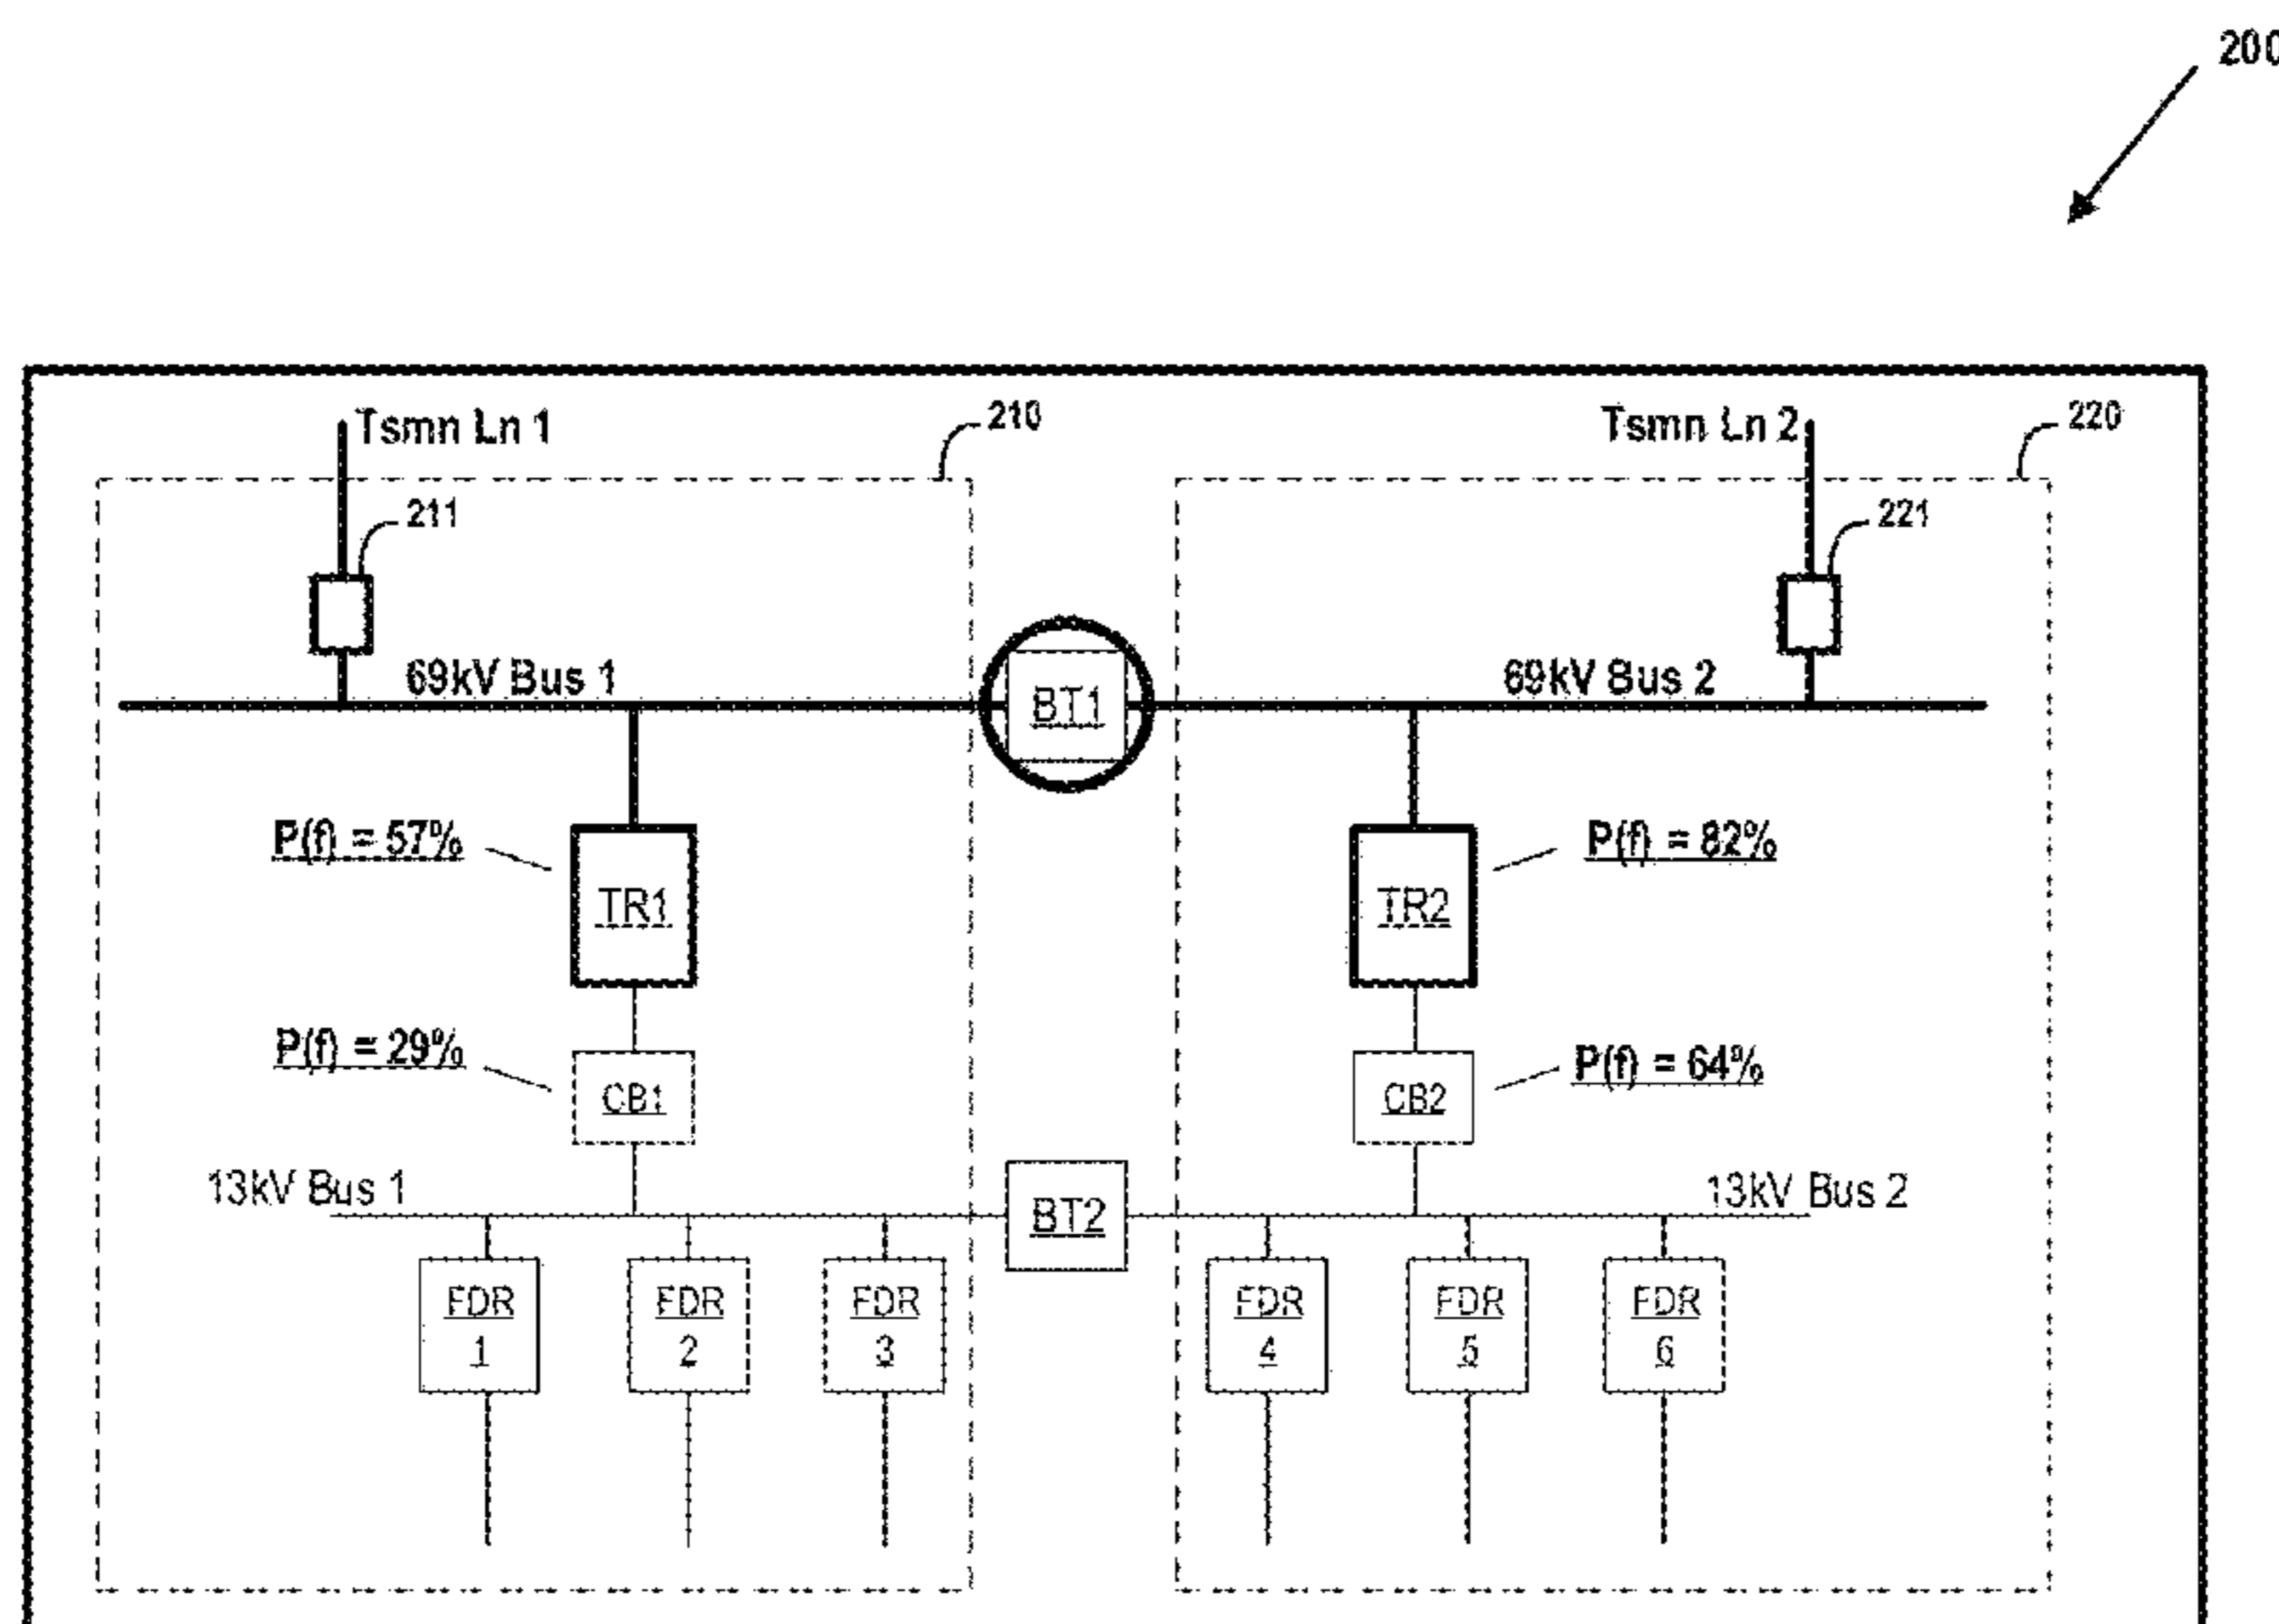 200
Tsmn Ln 1
210
Tsmn Ln 2
220
211
221
69kV Bus 1
BT1
69kV Bus 2
P(f) = 57%
TR1
TR2
P(f) = 82%
P(f) = 29%
CB1
CB2
P(f) = 64%
13kV Bus 1
BT2
13kV Bus 2
FDR
1
FDR
2
FDR
3
FDR
4
FDR
5
FDR
6